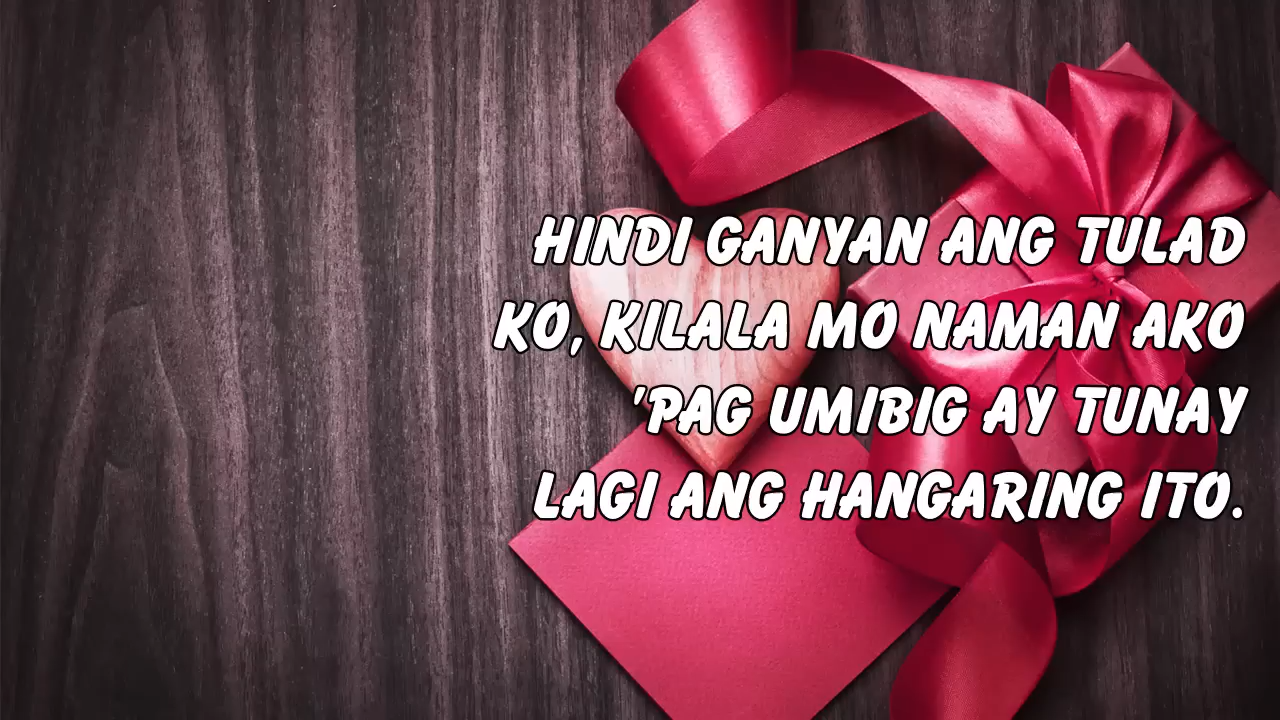 HINDI GANYAN ANG TULAD
KO, KILALA MO NAMAN AKO
'PAG UMIBIG AY TUNAY
LAGI ANG HANGARING ITO.